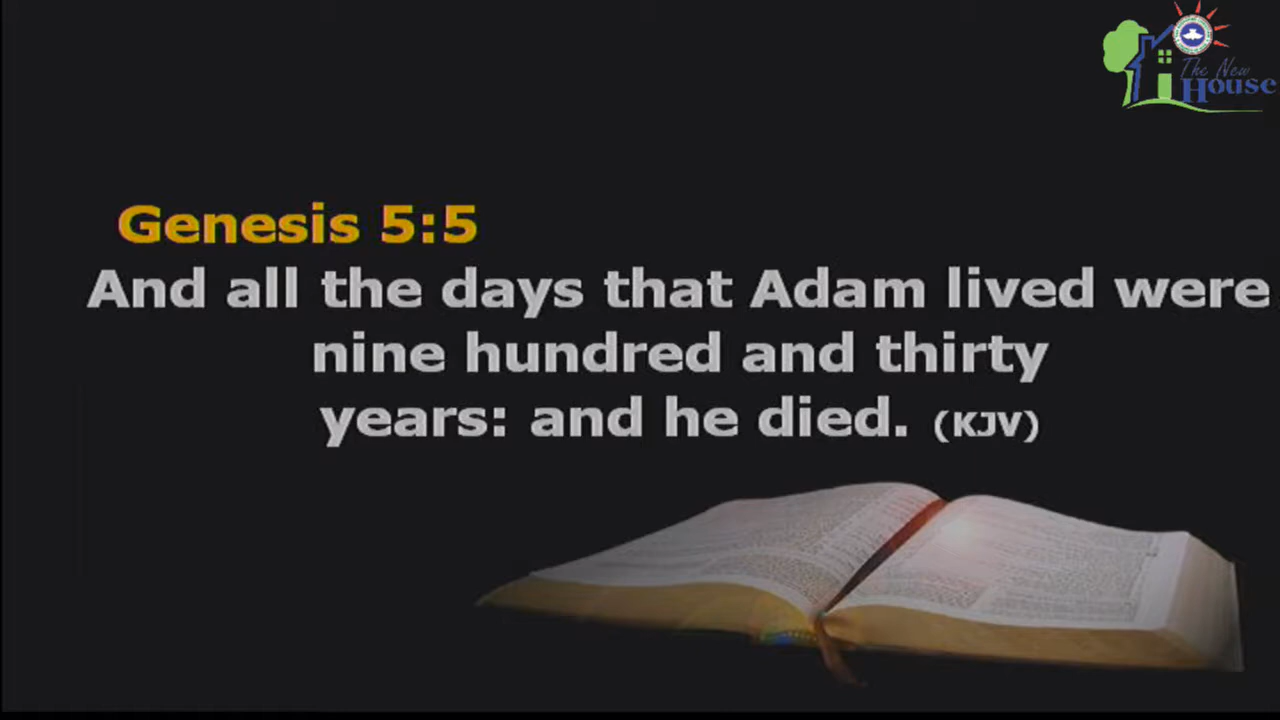 The New
House
Genesis 5:5
And all the days that Adam lived were
nine hundred and thirty
years: and he died. (KJV)